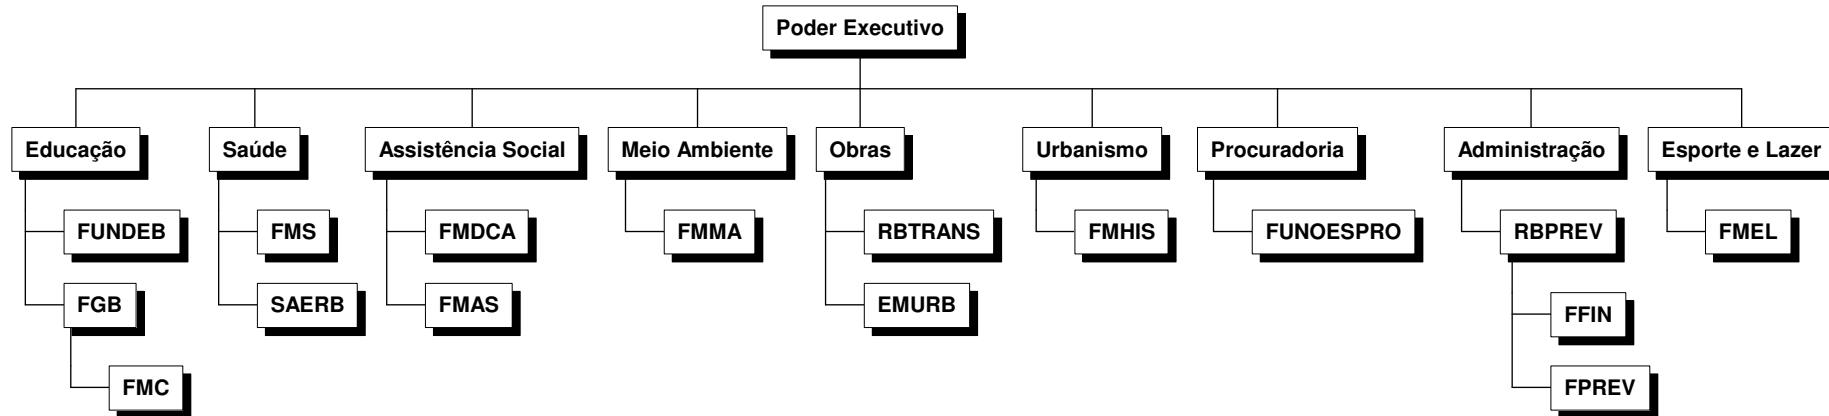 Poder Executivo
Educação
Saúde
Assistência Social
Meio Ambiente
Obras
Urbanismo
Procuradoria
Administração
Esporte e Lazer
FUNDEB
FMS
FMDCA
FMMA
RBTRANS
FMHIS
FUNOESPRO
RBPREV
FMEL
FGB
SAERB
FMAS
EMURB
FFIN
FMC
FPREV